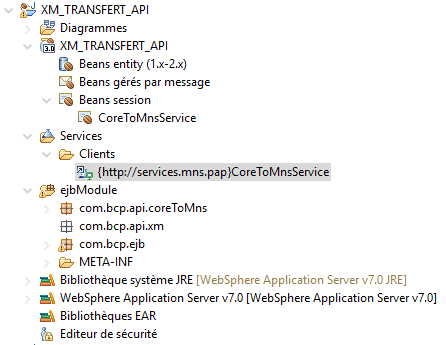 XM_TRANSFERT_API
Diagrammes
XM_TRANSFERT_API
Beans entity (1.x-2.x)
Beans gérés par message
Beans session
CoreToMnsService
Services
Clients
{http://services.mns.pap}CoreToMnsService
ejbModule
com.bcp.api.coreToMns
com.bcp.api.xm
com.bcp.ejb
META-INF
Bibliothèque système JRE [WebSphere Application Server v7.0 JRE]
WebSphere Application Server v7.0 [WebSphere Application Server v7.0]
Bibliothèques EAR
Editeur de sécurité